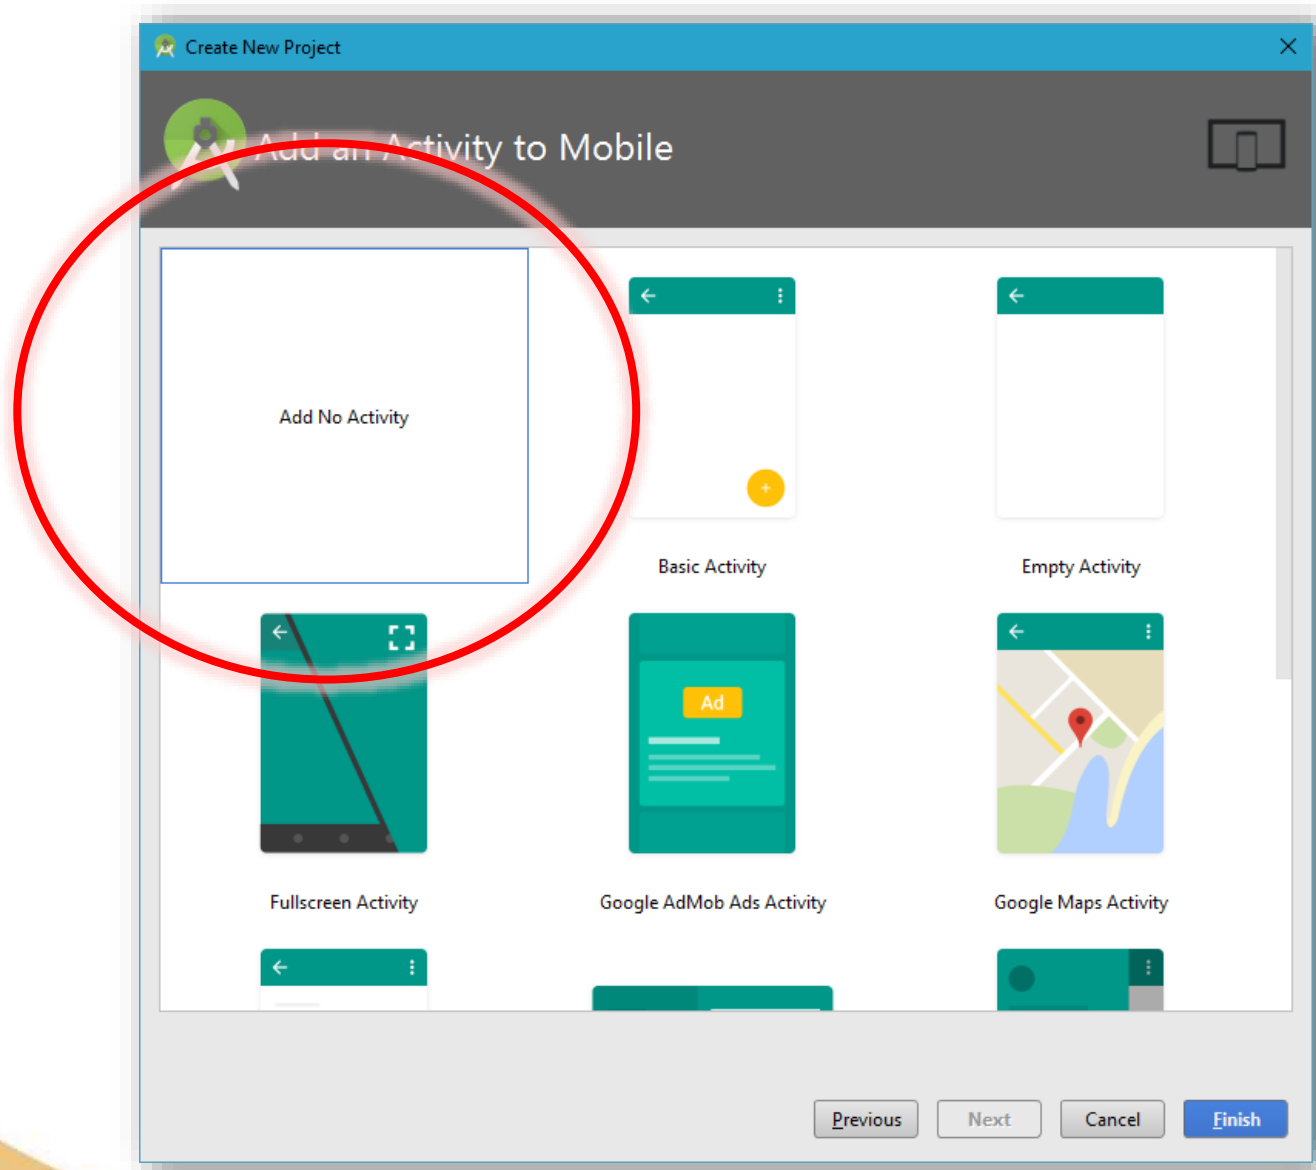 Create New Project
Add an Activity to Mobile
Add No Activity
Basic Activity
Empty Activity
Ad
Fullscreen Activity
Google AdMob Ads Activity
Google Maps Activity
Previous
Next
Cancel
Finish